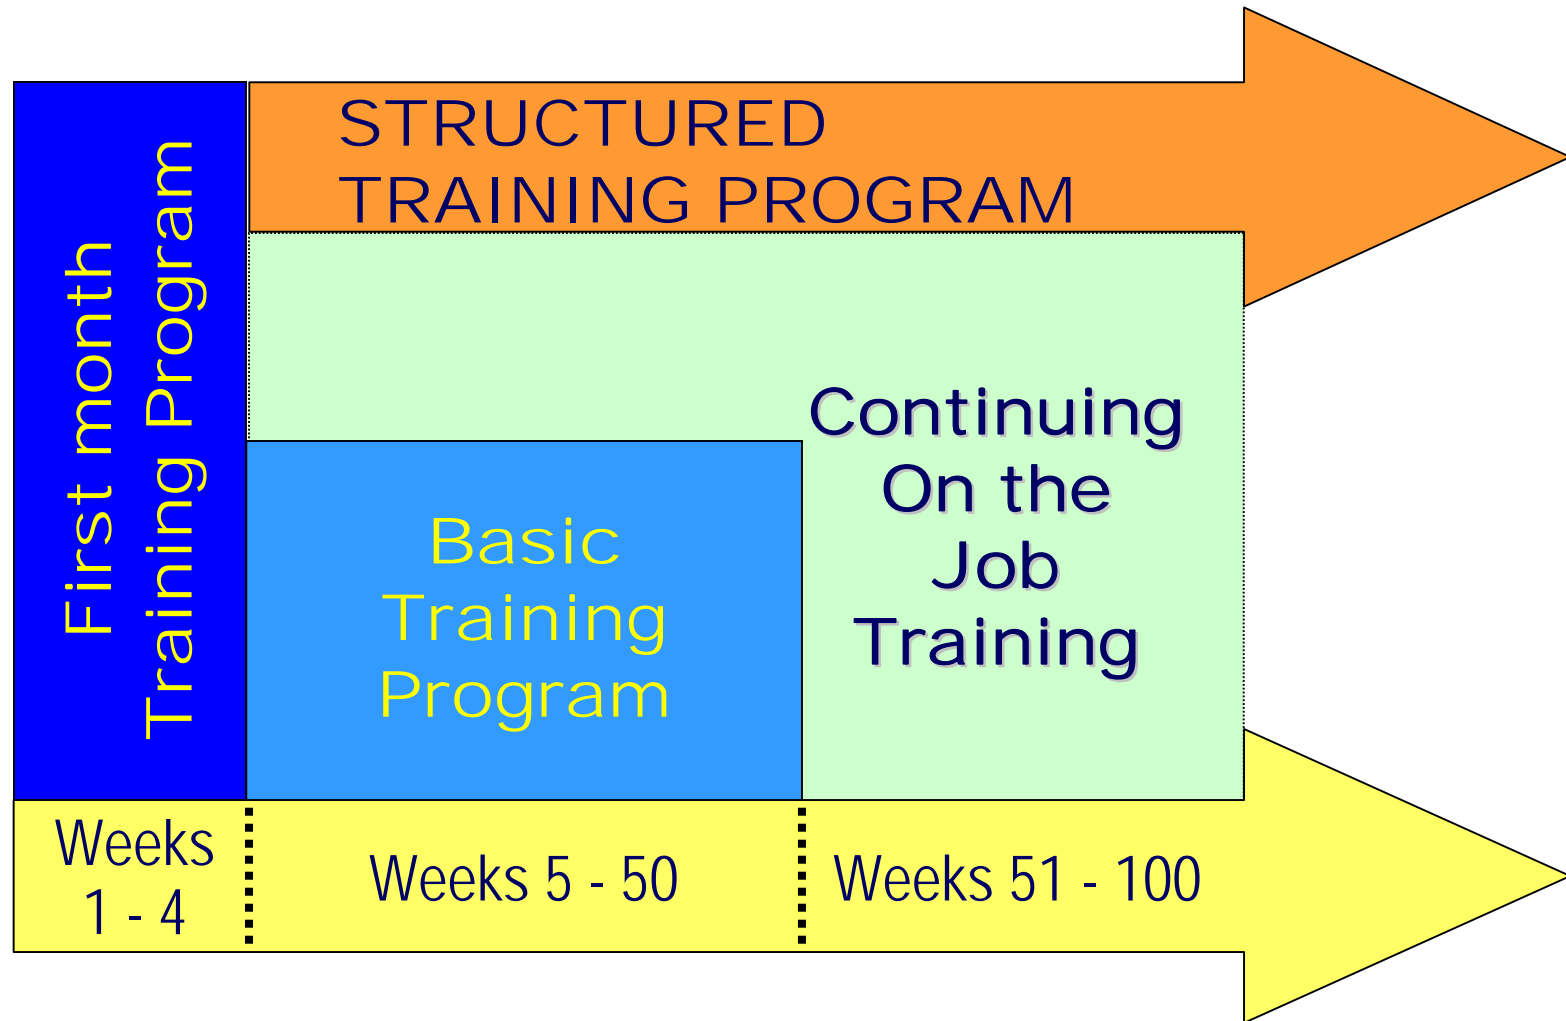 First month
Training Program
STRUCTURED
TRAINING PROGRAM
Basic
Training
Program
Continuing
On the
Job
Training
Weeks
1 - 4
Weeks 5 - 50
Weeks 51 - 100